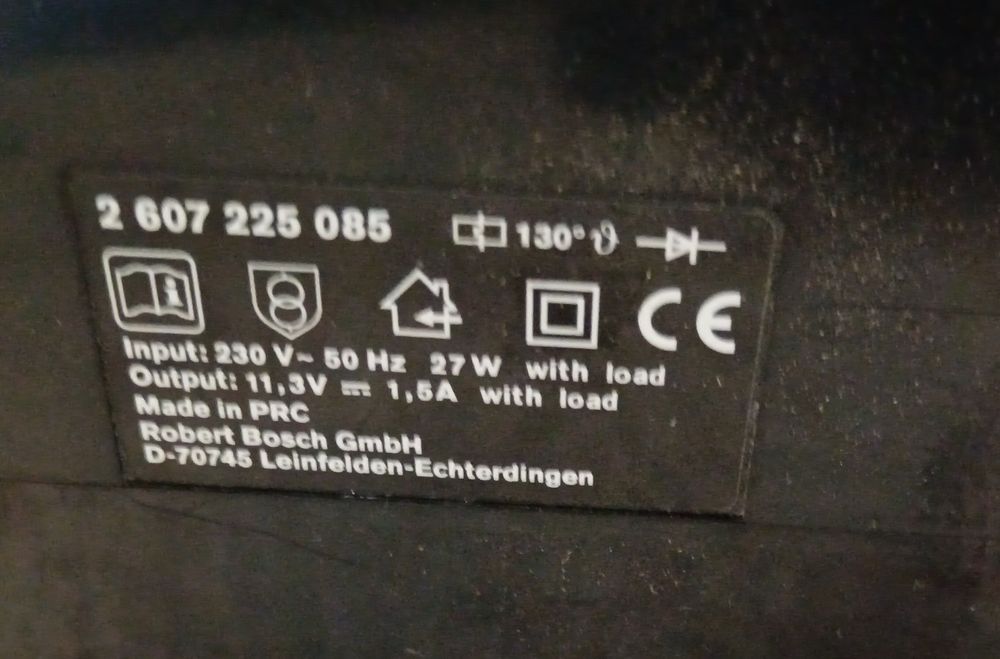 2 607 225 085 130° ϑ
CE
Input: 230 V~ 50 Hz 27W with load
Output: 11,3V ⎓ 1,5A with load
Made in PRC
Robert Bosch GmbH
D-70745 Leinfelden-Echterdingen